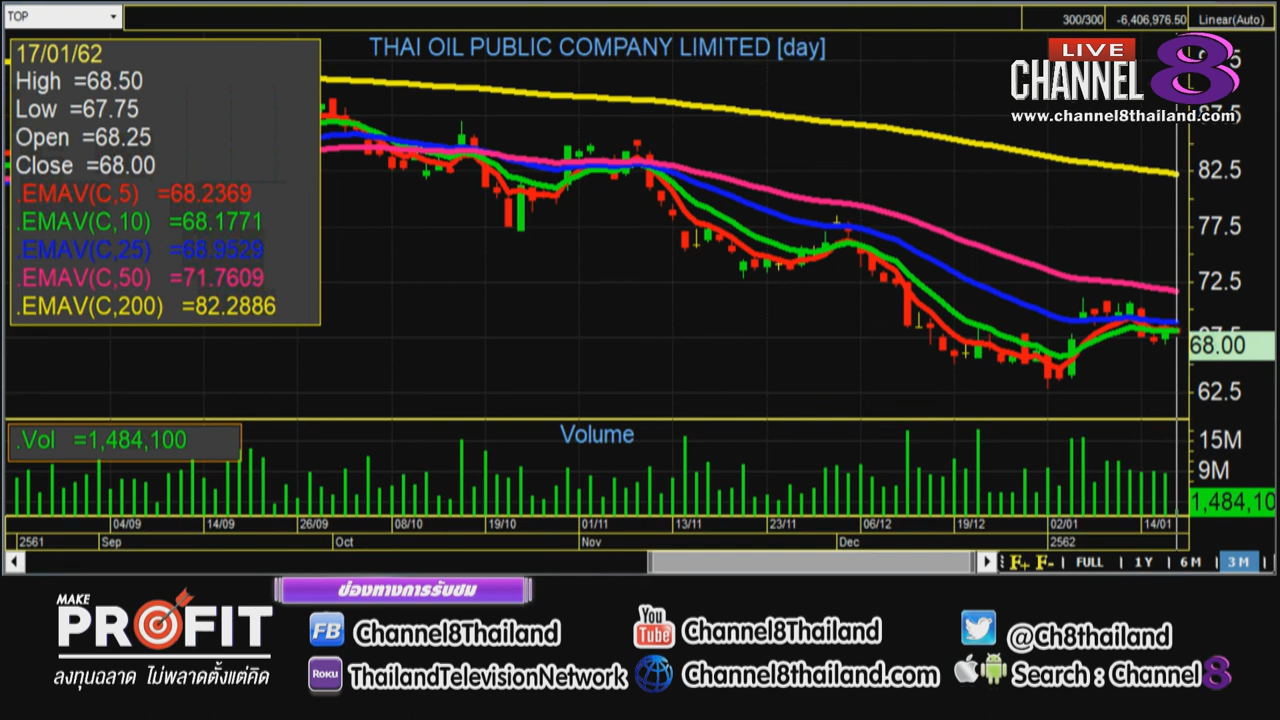 TOP
300/300 -6,406,976.50 Linear(Auto)
THAI OIL PUBLIC COMPANY LIMITED [day]
LIVE
CHANNEL 8
www.channel8thailand.com
17/01/62
High =68.50
Low =67.75
Open =68.25
Close =68.00
.EMAV(C,5) =68.2369
.EMAV(C,10) =68.1771
.EMAV(C,25) =68.9529
.EMAV(C,50) =71.7609
.EMAV(C,200) =82.2886
87.5
82.5
77.5
72.5
67.5
68.00
62.5
.Vol =1,484,100
Volume
15M
9M
1,484,10
04/09 14/09 26/09 08/10 19/10 01/11 13/11 23/11 06/12 19/12 02/01 14/01
2561 Sep Oct Nov Dec 2562
F+ F- FULL 1Y 6M 3M
ช่องทางการรับชม
MAKE
PROFIT
ลงทุนฉลาด ไม่พลาดตั้งแต่คิด
FB Channel8Thailand
You Tube Channel8Thailand
@Ch8thailand
Roku ThailandTelevisionNetwork
Channel8thailand.com
Search : Channel 8